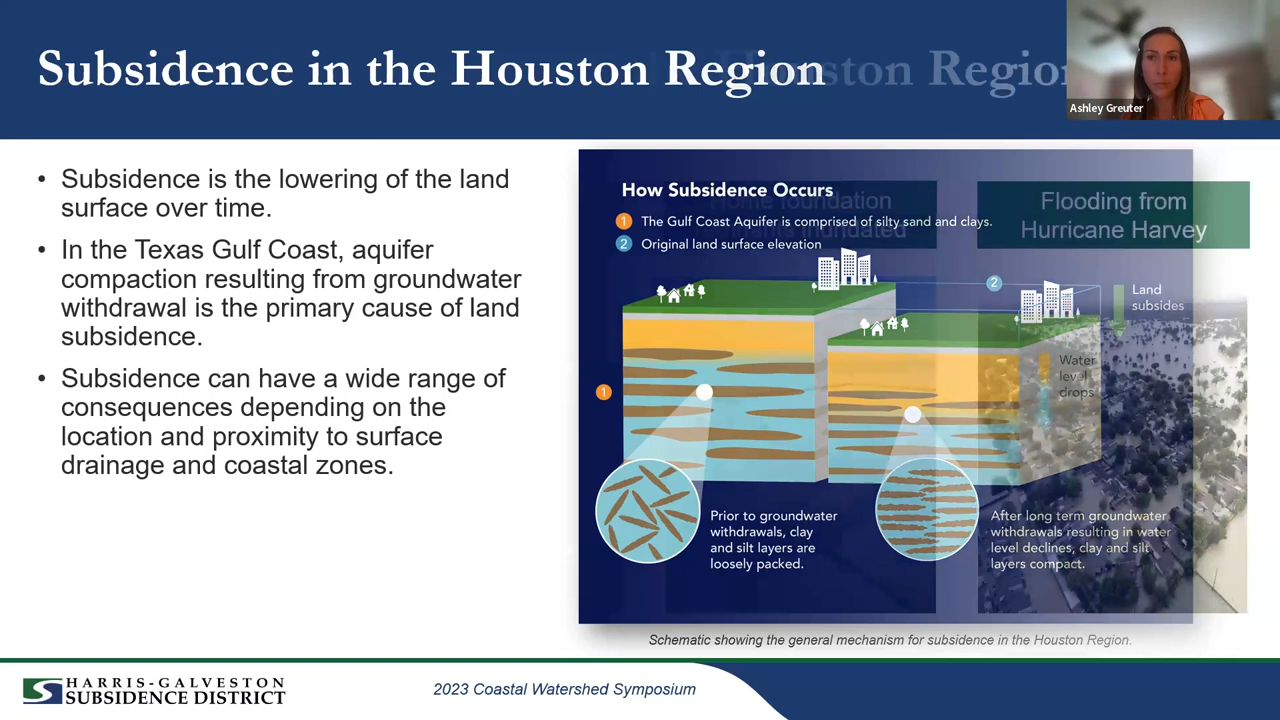 Subsidence in the Houston Region
Houston Region
Ashley Greuter
• Subsidence is the lowering of the land
surface over time.
• In the Texas Gulf Coast, aquifer
compaction resulting from groundwater
withdrawal is the primary cause of land
subsidence.
• Subsidence can have a wide range of
consequences depending on the
location and proximity to surface
drainage and coastal zones.
How Subsidence Occurs
1 The Gulf Coast Aquifer is comprised of silty sand and clays.
2 Original land surface elevation
Home foundation
inundated
Flooding from
Hurricane Harvey
2
Land
subsides
Water
level
drops
1
Prior to groundwater
withdrawals, clay
and silt layers are
loosely packed.
After long term groundwater
withdrawals resulting in water
level declines, clay and silt
layers compact.
Schematic showing the general mechanism for subsidence in the Houston Region.
HARRIS-GALVESTON
SUBSIDENCE DISTRICT
2023 Coastal Watershed Symposium